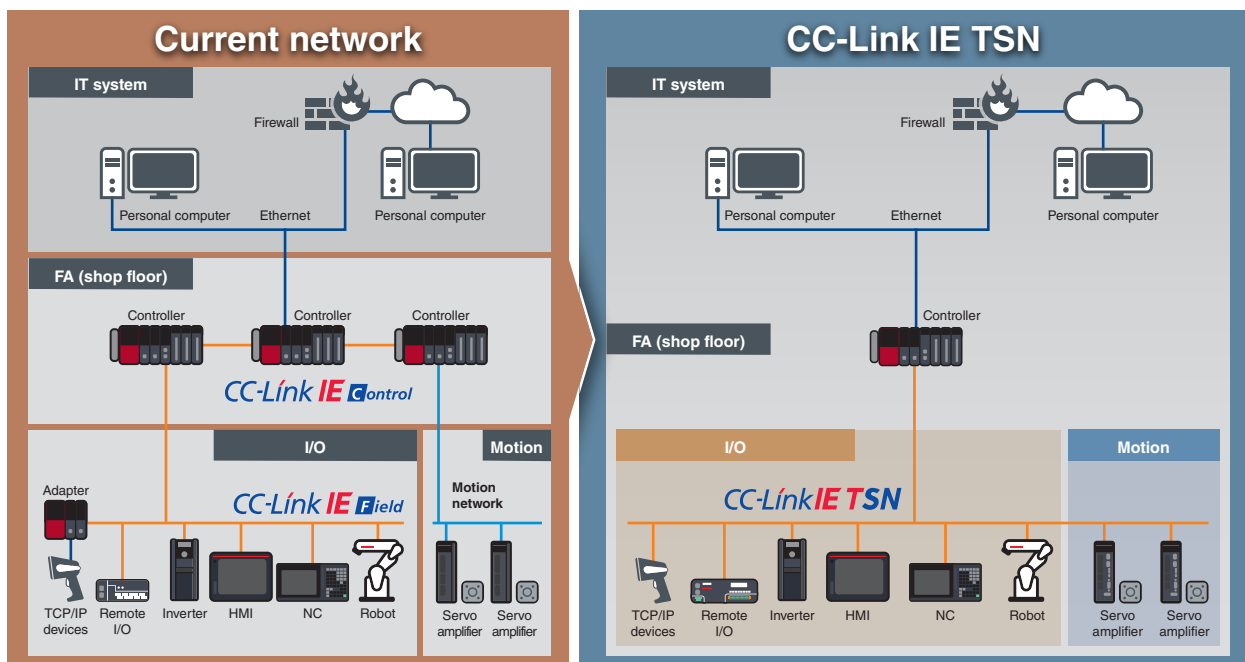 Current network
IT system
Firewall
Personal computer
Ethernet
Personal computer
FA (shop floor)
Controller
Controller
Controller
CC-Link IE Control
I/O
Motion
Adapter
CC-Link IE Field
Motion
network
TCP/IP
devices
Remote
I/O
Inverter
HMI
NC
Robot
Servo
amplifier
Servo
amplifier
CC-Link IE TSN
IT system
Firewall
Personal computer
Ethernet
Personal computer
Controller
FA (shop floor)
I/O
Motion
CC-Link IE TSN
TCP/IP
devices
Remote
I/O
Inverter
HMI
NC
Robot
Servo
amplifier
Servo
amplifier